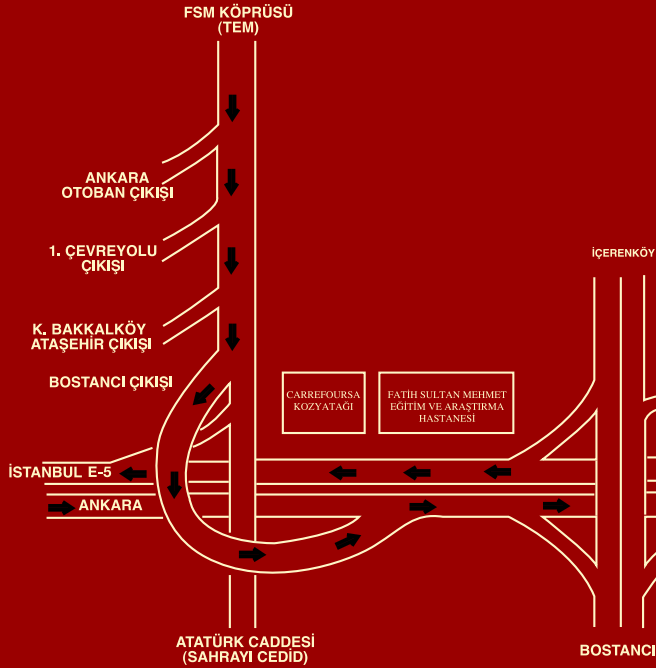 FSM KÖPRÜSÜ
(TEM)
ANKARA
OTOBAN ÇIKIŞI
1. ÇEVREYOLU
ÇIKIŞI
İÇERENKÖY
K. BAKKALKÖY
ATAŞEHİR ÇIKIŞI
BOSTANCI ÇIKIŞI
CARREFOURSA
KOZYATAĞI
FATİH SULTAN MEHMET
EĞİTİM VE ARAŞTIRMA
HASTANESİ
İSTANBUL E-5
ANKARA
ATATÜRK CADDESİ
(SAHRAYI CEDİD)
BOSTANCI